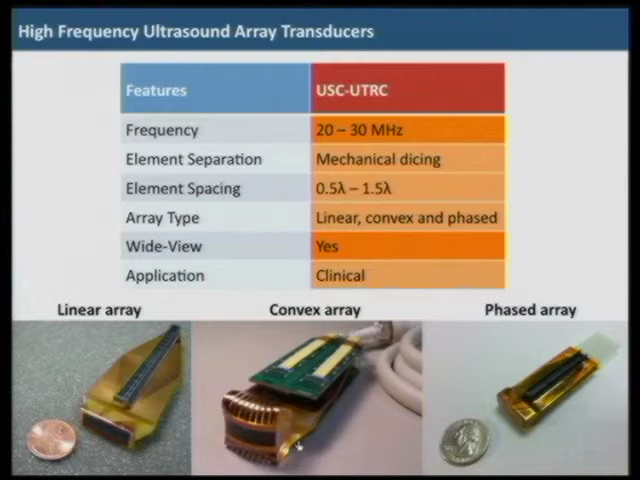 High Frequency Ultrasound Array Transducers
Features USC-UTRC
Frequency 20 – 30 MHz
Element Separation Mechanical dicing
Element Spacing 0.5λ – 1.5λ
Array Type Linear, convex and phased
Wide-View Yes
Application Clinical
Linear array Convex array Phased array